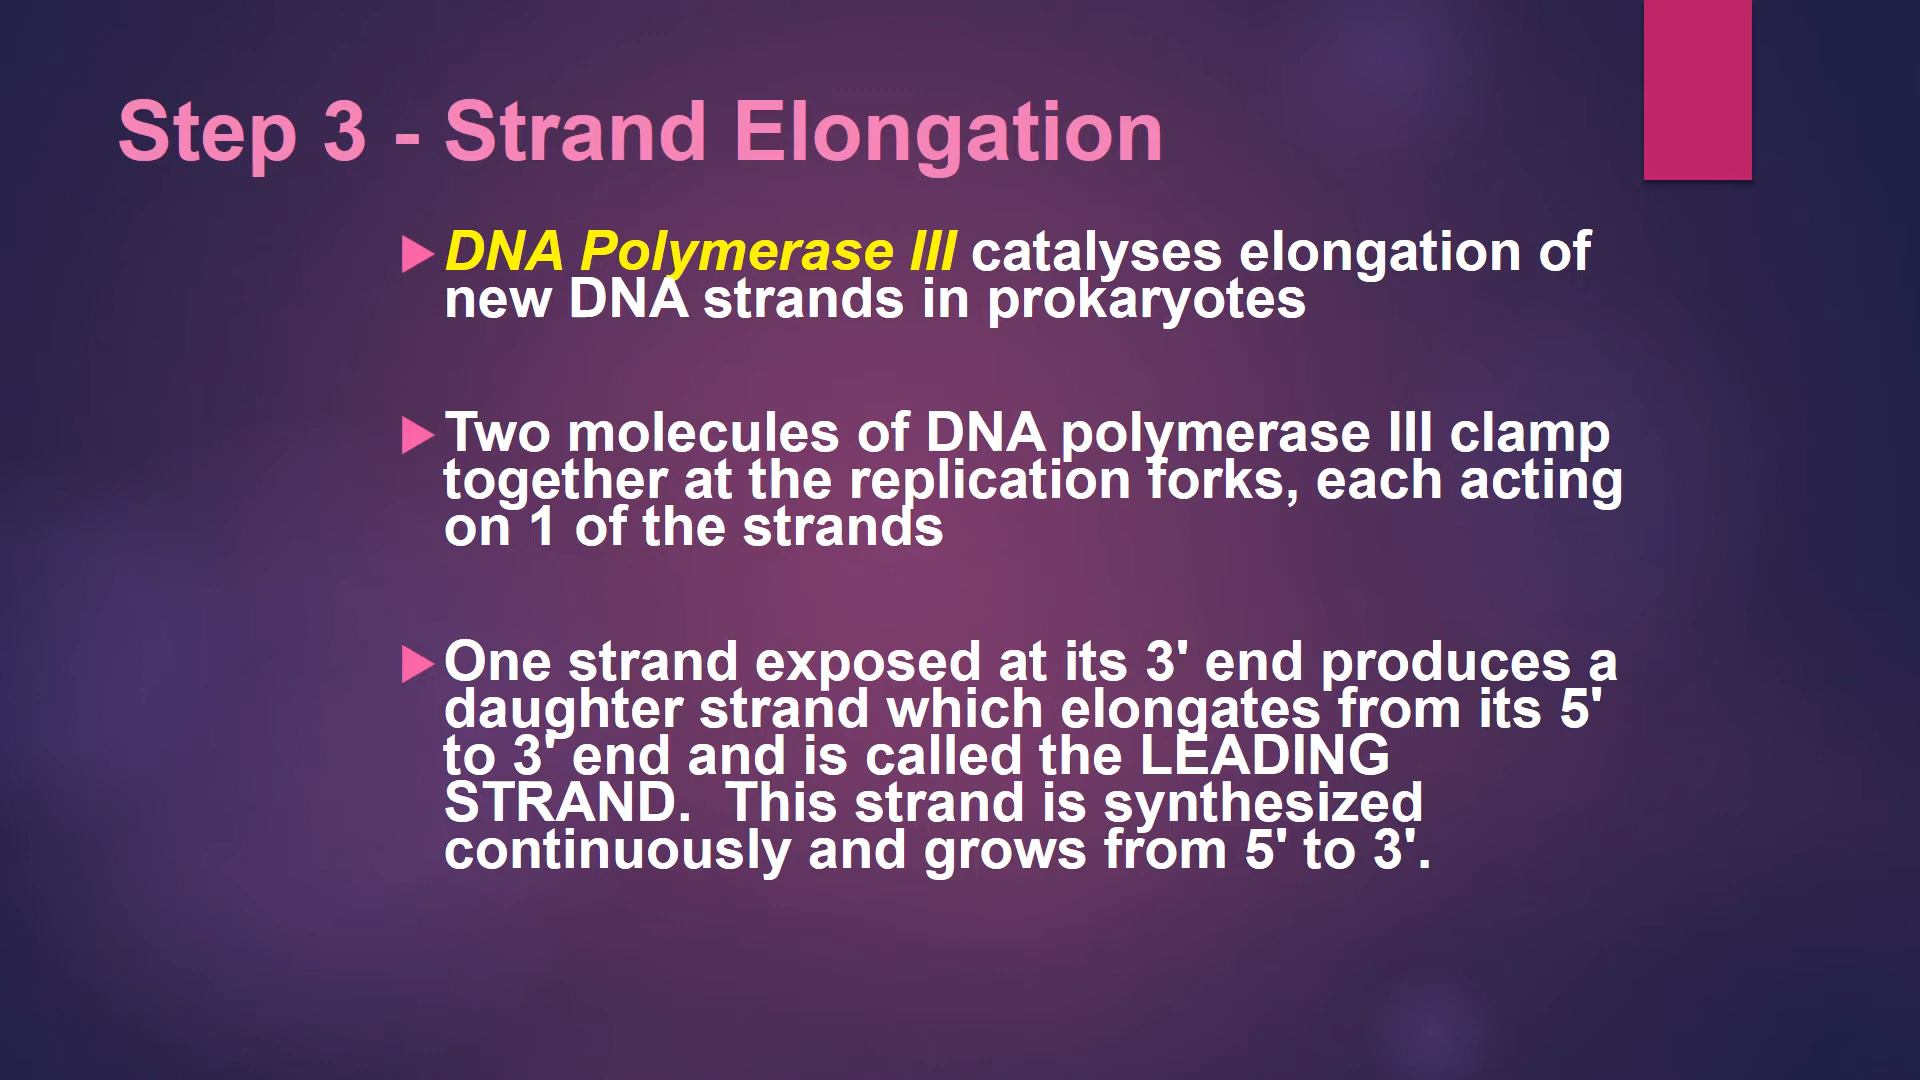 Step 3 - Strand Elongation
DNA Polymerase III catalyses elongation of
new DNA strands in prokaryotes
Two molecules of DNA polymerase III clamp
together at the replication forks, each acting
on 1 of the strands
One strand exposed at its 3' end produces a
daughter strand which elongates from its 5'
to 3' end and is called the LEADING
STRAND.  This strand is synthesized
continuously and grows from 5' to 3'.